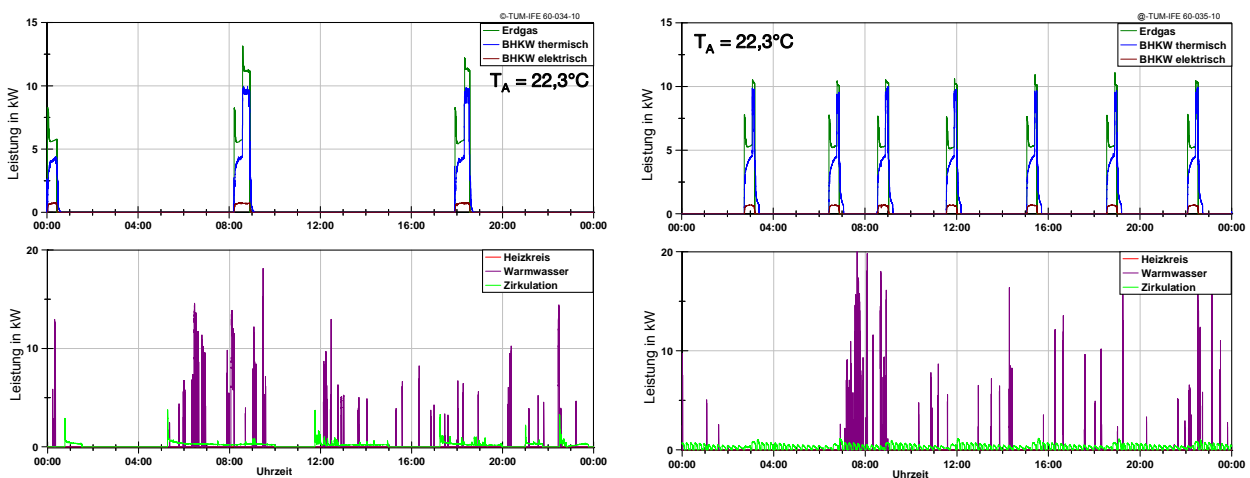 ©-TUM-IFE 60-034-10
15
10
5
0
Leistung in kW
Erdgas
BHKW thermisch
BHKW elektrisch
T_A = 22,3°C
00:00 04:00 08:00 12:00 16:00 20:00 00:00
20
10
0
Leistung in kW
Heizkreis
Warmwasser
Zirkulation
00:00 04:00 08:00 12:00 16:00 20:00 00:00
Uhrzeit
@-TUM-IFE 60-035-10
15
10
5
0
Leistung in kW
T_A = 22,3°C
Erdgas
BHKW thermisch
BHKW elektrisch
00:00 04:00 08:00 12:00 16:00 20:00 00:00
20
10
0
Leistung in kW
Heizkreis
Warmwasser
Zirkulation
00:00 04:00 08:00 12:00 16:00 20:00 00:00
Uhrzeit